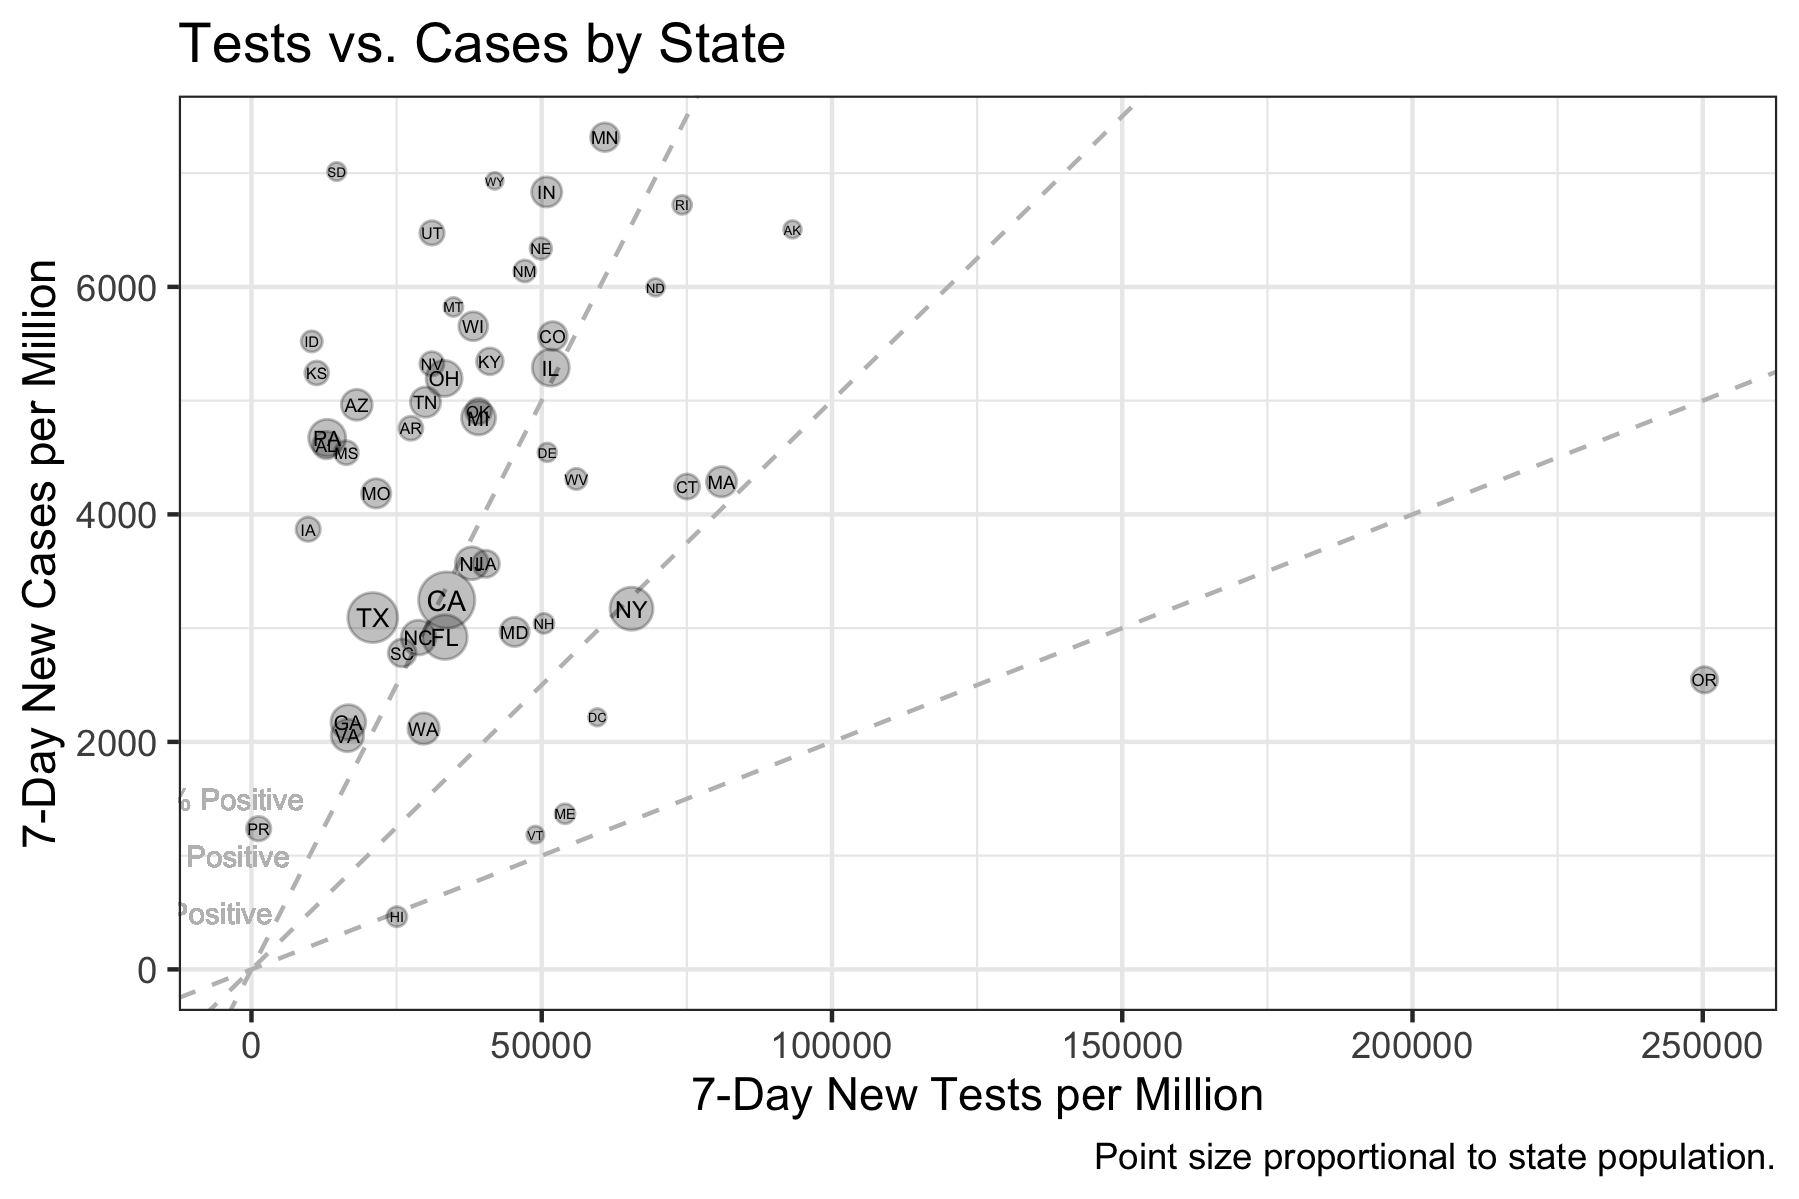 Tests vs. Cases by State
7-Day New Cases per Million
6000
4000
2000
0
MN
SD
WY
IN
RI
AK
UT
NE
NM
ND
MT
WI
CO
ID
NV
KY
IL
KS
OH
TN
AZ
OK
MI
AR
PA
AL
MS
DE
WV
CT
MA
MO
IA
NJ
LA
CA
TX
NY
NC
FL
MD
NH
SC
OR
GA
VA
WA
DC
% Positive
PR
ME
VT
Positive
Positive
HI
0
50000
100000
150000
200000
250000
7-Day New Tests per Million
Point size proportional to state population.